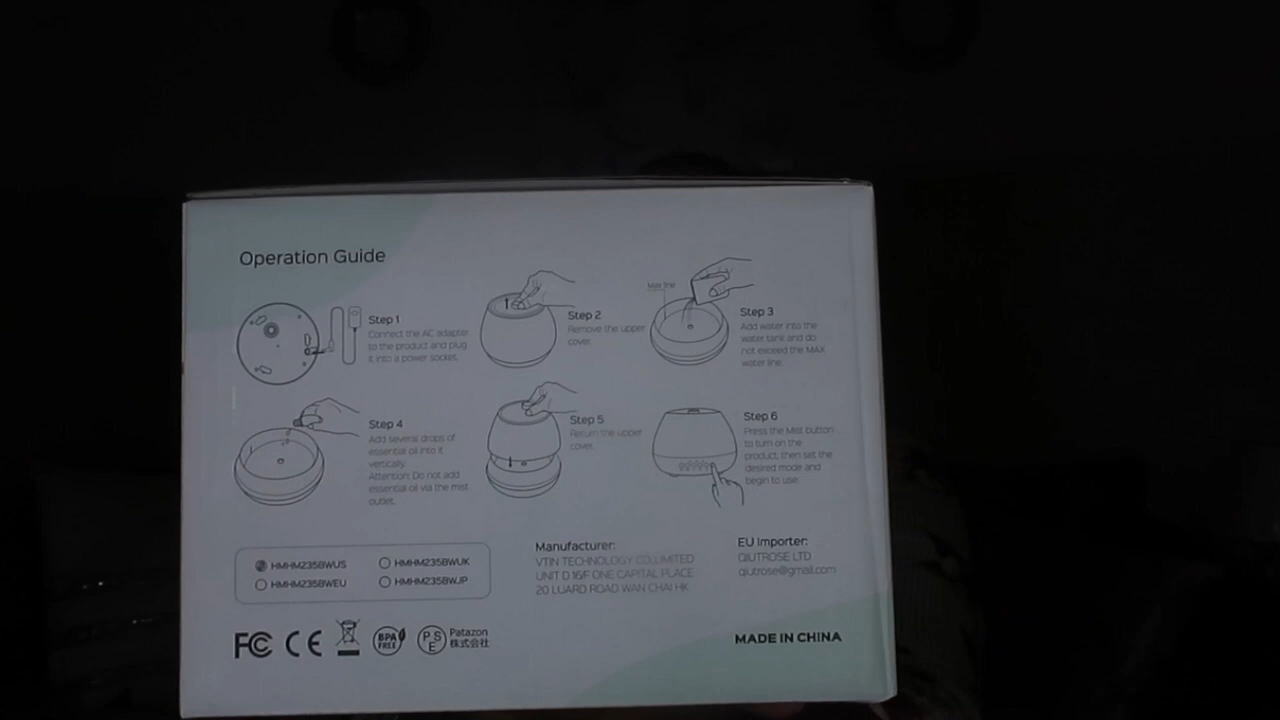 Operation Guide
Step 1
Connect the AC adapter
to the product and plug
it into a power socket.
Step 2
Remove the upper
cover.
Max line
Step 3
Add water into the
water tank and do
not exceed the MAX
water line.
Step 4
Add several drops of
essential oil into it
vertically.
Attention: Do not add
essential oil via the mist
outlet.
Step 5
Return the upper
cover.
Step 6
Press the Mist button
to turn on the
product, then set the
desired mode and
begin to use.
HMHM235BWUS
HMHM235BWUK
HMHM235BWEU
HMHM235BWJP
Manufacturer:
VTIN TECHNOLOGY CO.,LIMITED
UNIT D 16/F ONE CAPITAL PLACE
20 LUARD ROAD WAN CHAI HK
EU Importer:
QIUTROSE LTD
qiutrose@gmail.com
FC CE
BPA
FREE
PSE
Patazon
株式会社
MADE IN CHINA